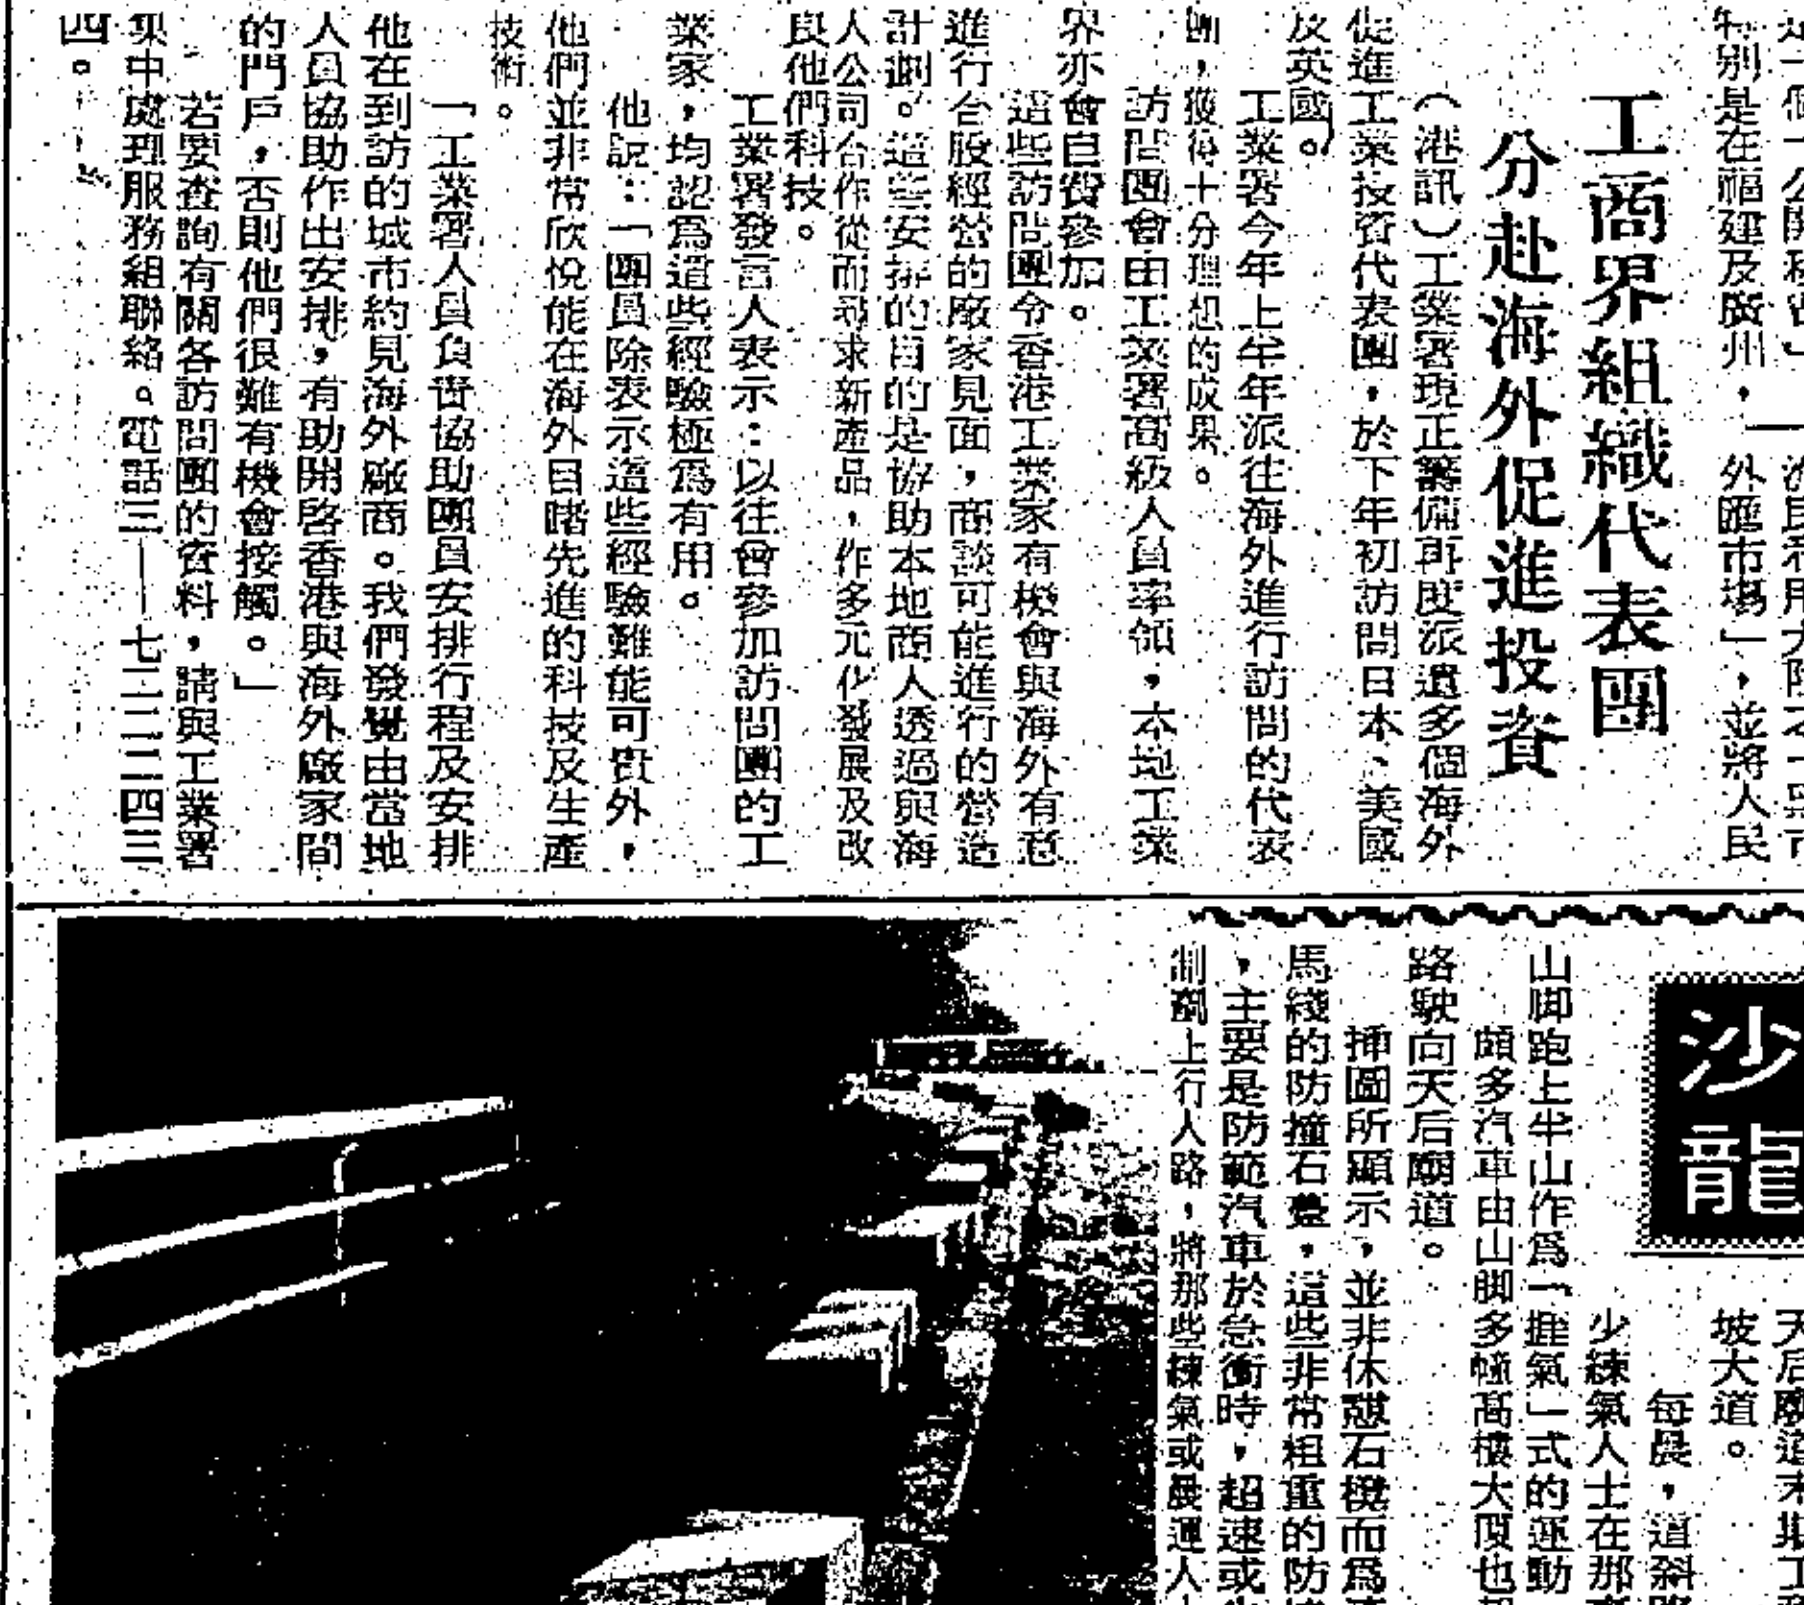 特別是在福建及廣州，
外匯市場」，並將人民
工商界組織代表團
分赴海外促進投資
（港訊）工業署現正籌備再度派遣多個海外
促進工業投資代表團，於下年初訪問日本、美國
及英國。
工業署今年上半年派往海外進行訪問的代表
團，獲得十分理想的成果。
訪問團會由工業署高級人員率領，本地工業
界亦會自費參加。
這些訪問團令香港工業家有機會與海外有意
進行合股經營的廠家見面，商談可能進行的營造
計劃。這些安排的目的是協助本地商人透過與海
人公司合作從而尋求新產品，作多元化發展及改
良他們科技。
工業署發言人表示：以往曾參加訪問團的工
業家，均認爲這些經驗極爲有用。
他說：「團員除表示這些經驗難能可貴外，
他們並非常欣悅能在海外目睹先進的科技及生產
技術。
「工業署人員負責協助團員安排行程及安排
他在到訪的城市約見海外廠商。我們發覺由當地
人員協助作出安排，有助開啓香港與海外廠家間
的門戶，否則他們很難有機會接觸。」
若要查詢有關各訪問團的資料，請與工業署
集中處理服務組聯絡。電話三——七二二二四三
四。
沙龍
坡大道。
每晨，道斜
少練氣人士在那
山脚跑上半山作爲「捱氣」式的運動
頗多汽車由山脚多幢高樓大厦也
路駛向天后廟道。
揷圖所顯示，並非休憩石櫈而爲
馬綫的防撞石躉，這些非常粗重的防
，主要是防範汽車於急衝時，超速或
制剷上行人路，將那些練氣或晨運人